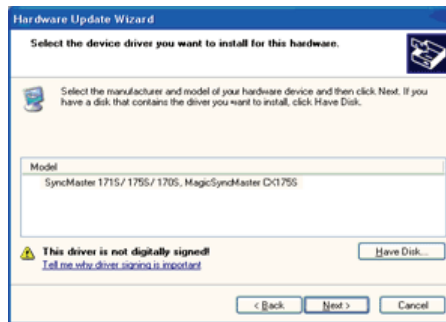 Hardware Update Wizard
Select the device driver you want to install for this hardware.
Select the manufacturer and model of your hardware device and then click Next. If you
have a disk that contains the driver you want to install, click Have Disk.
Model
SyncMaster 171S/ 175S/ 170S, MagicSyncMaster CX175S
This driver is not digitally signed!
Have Disk...
Tell me why driver signing is important
< Back
Next >
Cancel